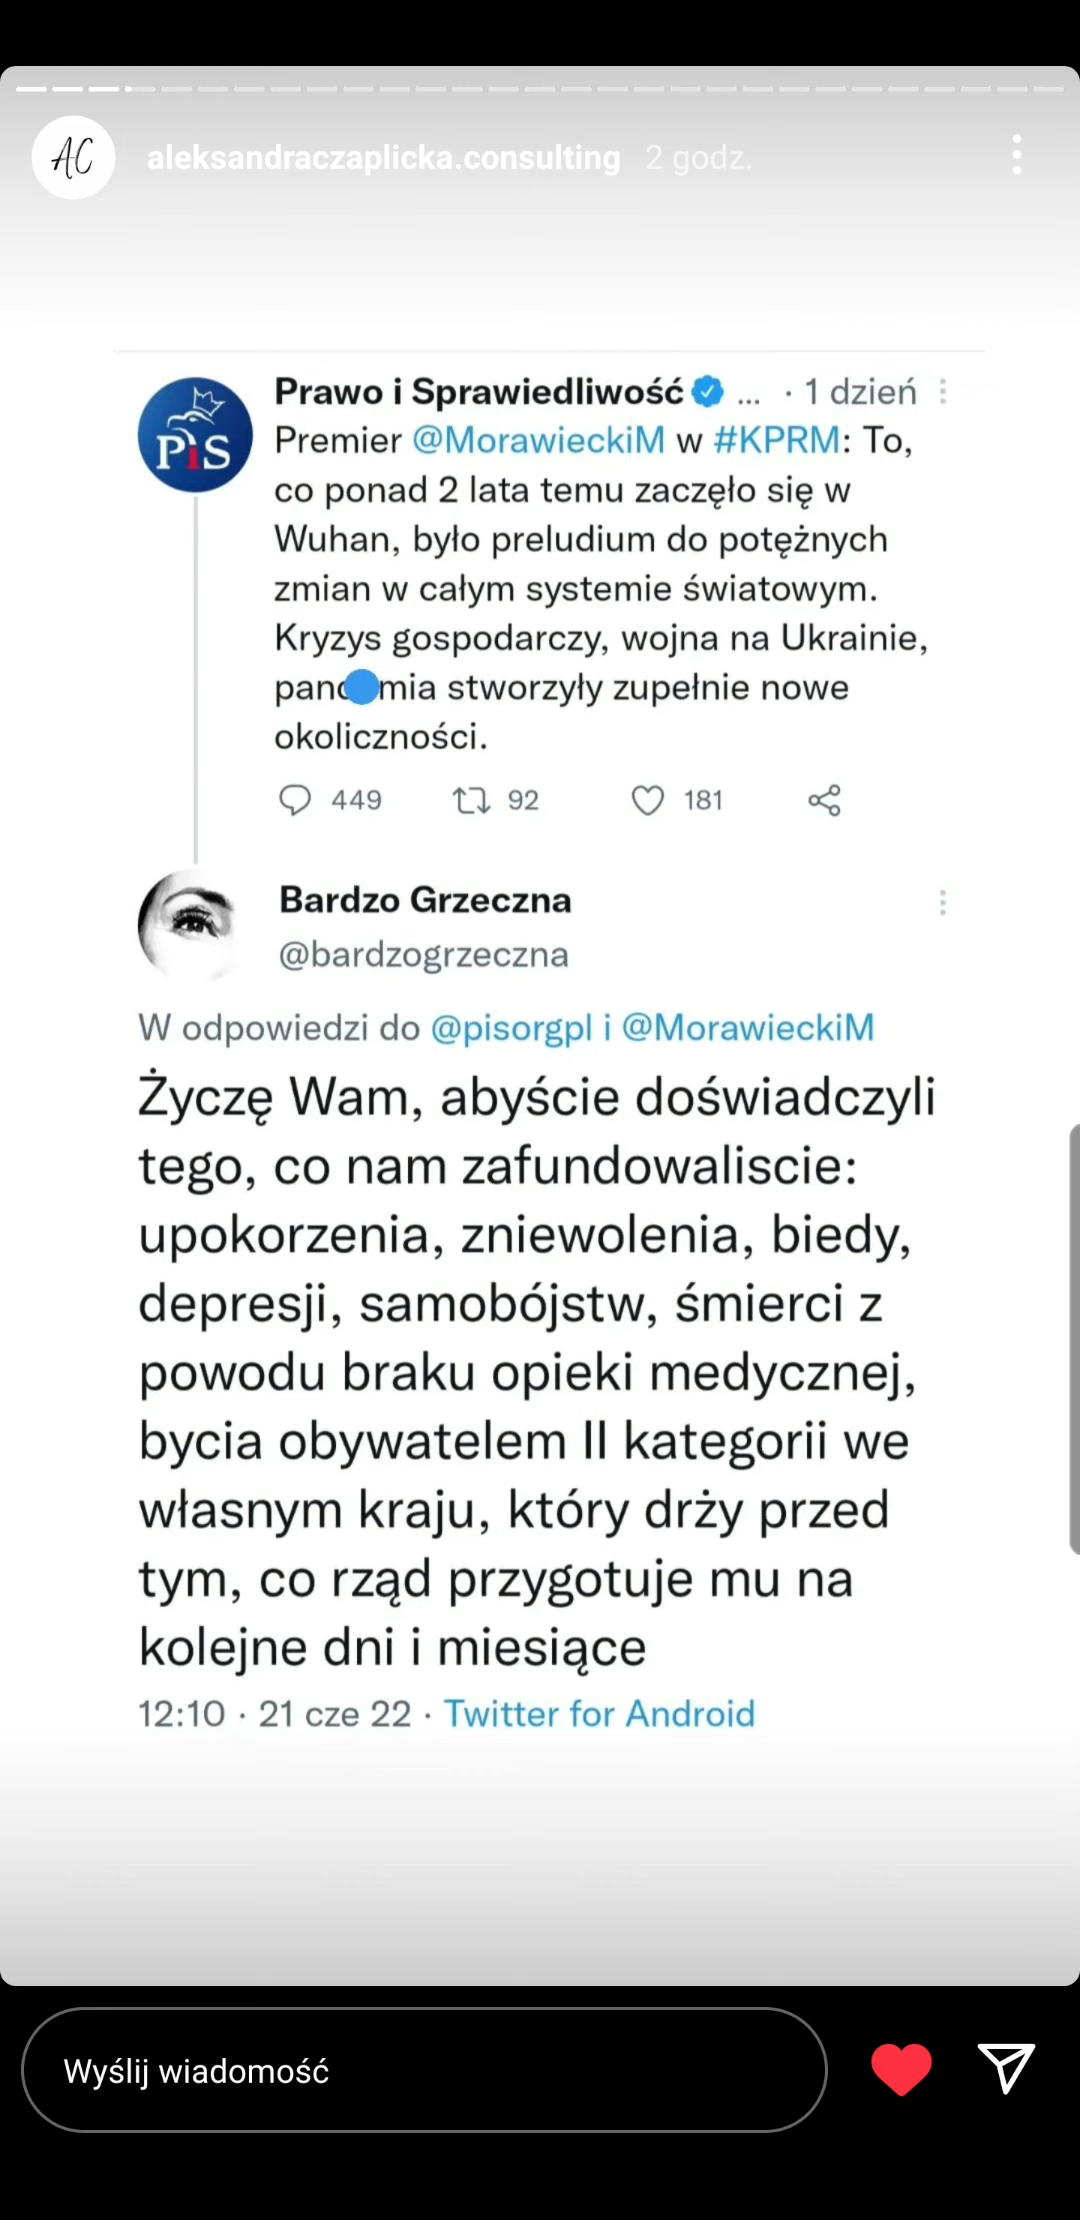 AC
aleksandraczaplicka.consulting 2 godz.
PiS
Prawo i Sprawiedliwość ... · 1 dzień
Premier @MorawieckiM w #KPRM: To,
co ponad 2 lata temu zaczęło się w
Wuhan, było preludium do potężnych
zmian w całym systemie światowym.
Kryzys gospodarczy, wojna na Ukrainie,
pandemia stworzyły zupełnie nowe
okoliczności.
449 92 181
Bardzo Grzeczna
@bardzogrzeczna
W odpowiedzi do @pisorgpl i @MorawieckiM
Życzę Wam, abyście doświadczyli
tego, co nam zafundowaliscie:
upokorzenia, zniewolenia, biedy,
depresji, samobójstw, śmierci z
powodu braku opieki medycznej,
bycia obywatelem II kategorii we
własnym kraju, który drży przed
tym, co rząd przygotuje mu na
kolejne dni i miesiące
12:10 · 21 cze 22 · Twitter for Android
Wyślij wiadomość